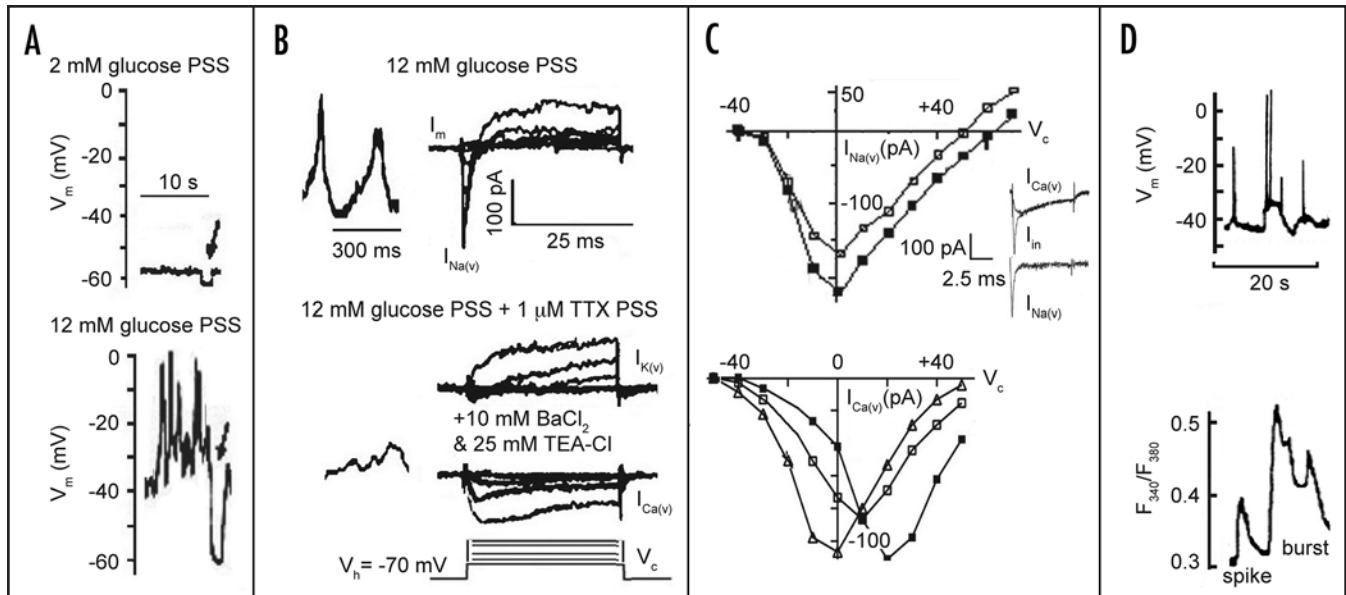 A
2 mM glucose PSS
0
-20
-40
-60
V_m (mV)
10 s
12 mM glucose PSS
0
-20
-40
-60
V_m (mV)
B
12 mM glucose PSS
300 ms
I_m
I_Na(v)
100 pA
25 ms
12 mM glucose PSS + 1 μM TTX PSS
I_K(v)
+10 mM BaCl₂
& 25 mM TEA-Cl
I_Ca(v)
V_h= -70 mV
V_c
C
-40
50
+40
V_c
I_Na(v)(pA)
-100
I_Ca(v)
I_in
100 pA
2.5 ms
I_Na(v)
-40
0
+40
V_c
I_Ca(v)(pA)
-100
D
0
-20
-40
V_m (mV)
20 s
0.5
0.4
0.3
F₃₄₀/F₃₈₀
burst
spike